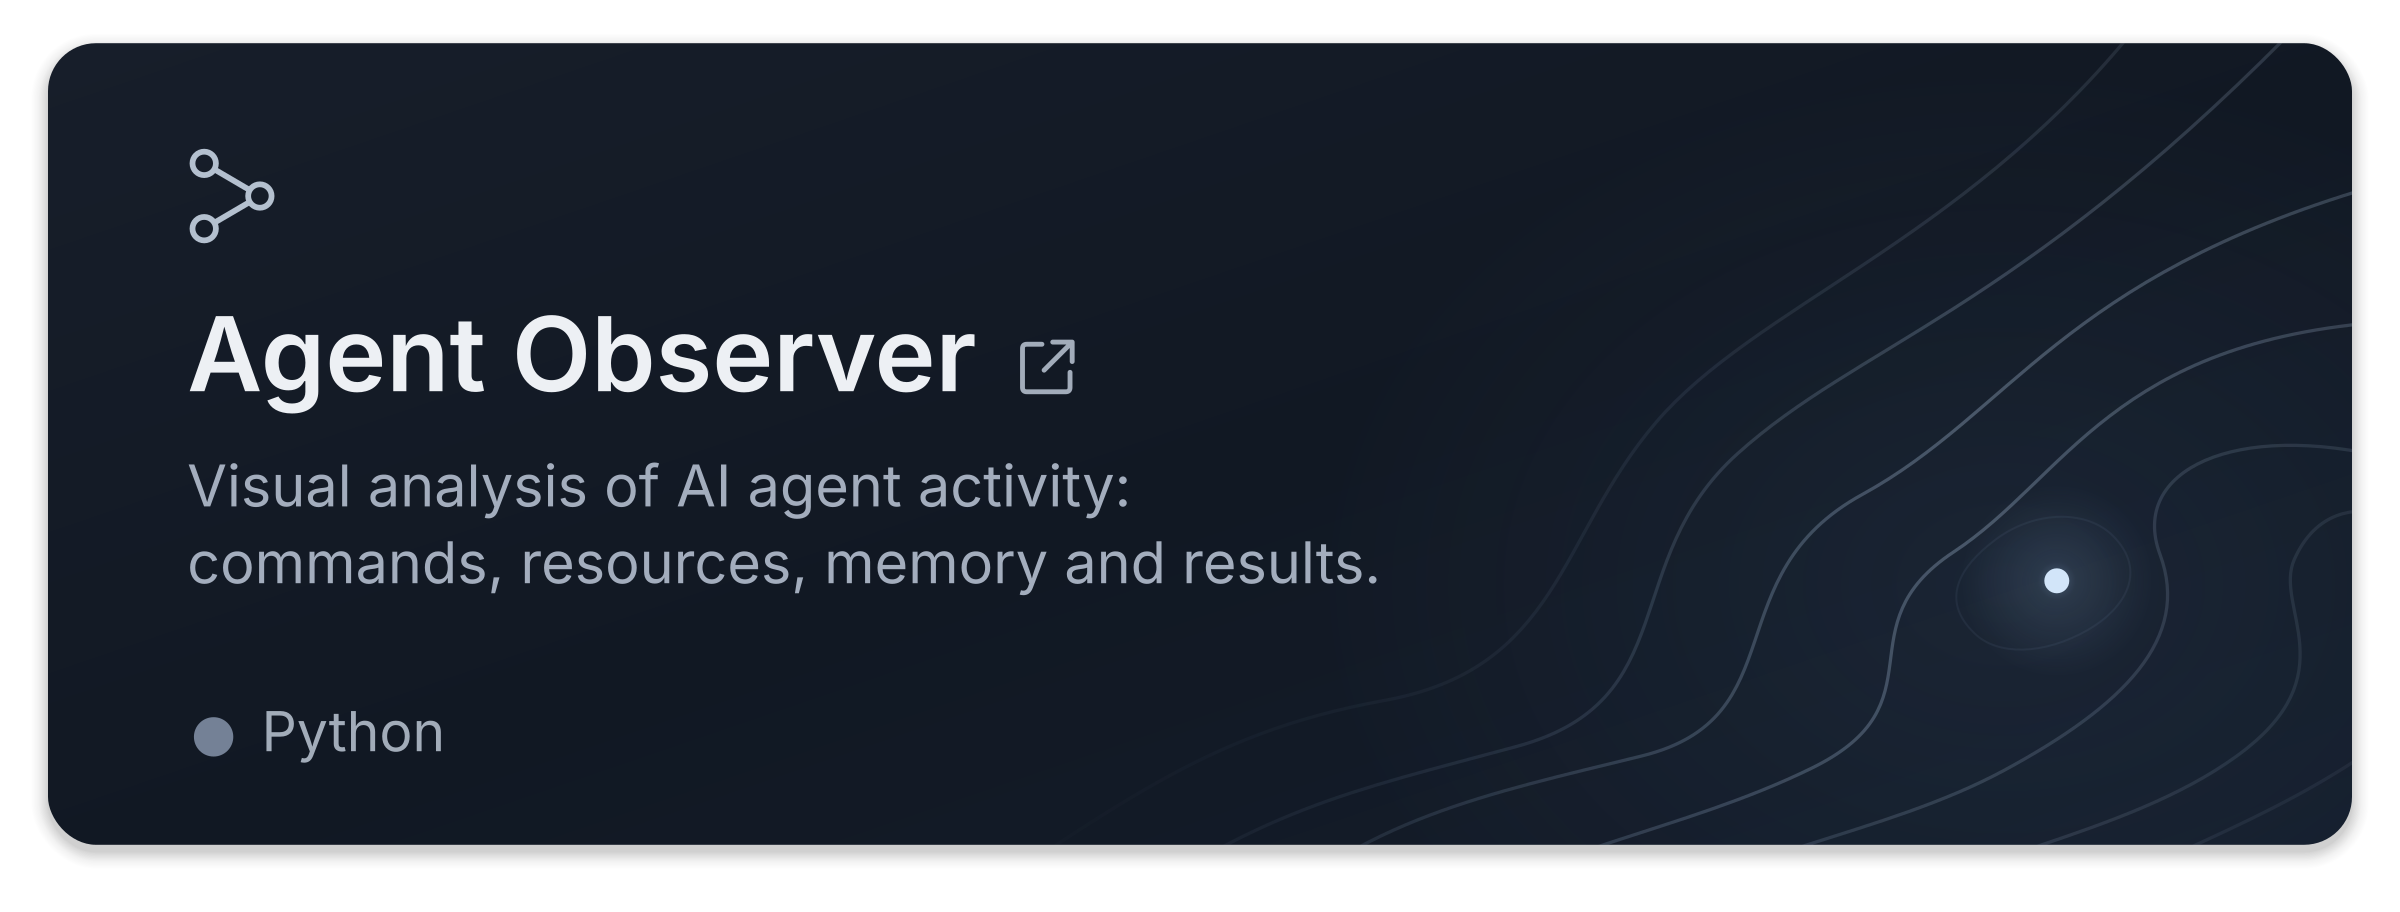 Agent Observer
Visual analysis of AI agent activity:
commands, resources, memory and results.
Python